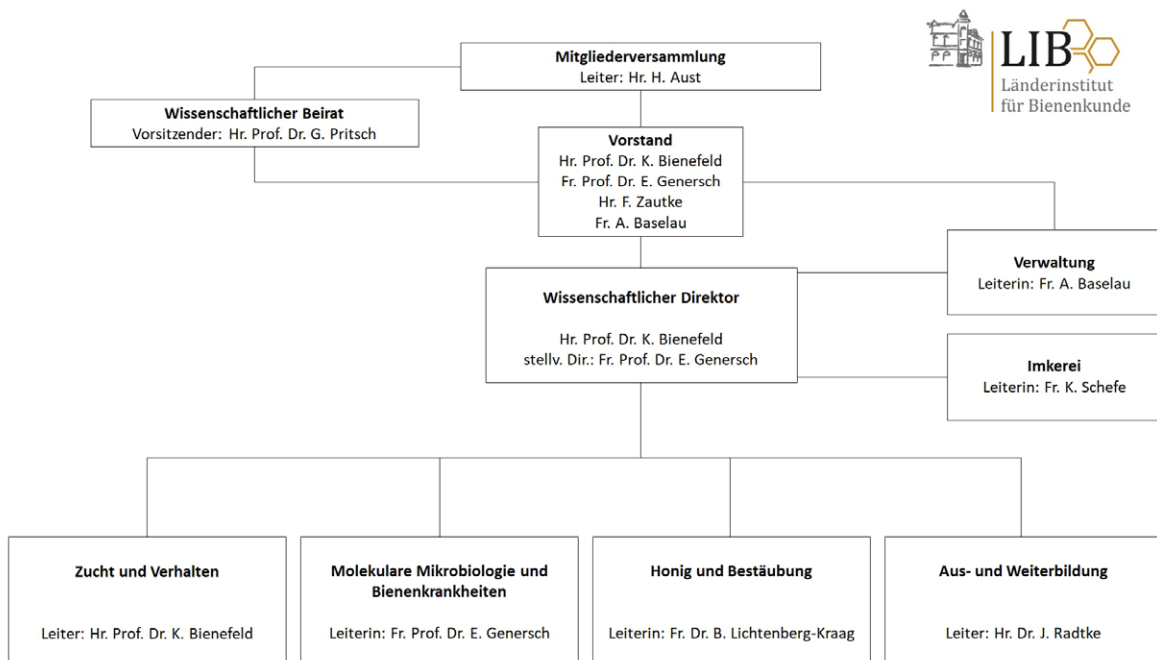 LIB
Länderinstitut
für Bienenkunde
Mitgliederversammlung
Leiter: Hr. H. Aust
Wissenschaftlicher Beirat
Vorsitzender: Hr. Prof. Dr. G. Pritsch
Vorstand
Hr. Prof. Dr. K. Bienefeld
Fr. Prof. Dr. E. Genersch
Hr. F. Zautke
Fr. A. Baselau
Verwaltung
Leiterin: Fr. A. Baselau
Wissenschaftlicher Direktor
Hr. Prof. Dr. K. Bienefeld
stellv. Dir.: Fr. Prof. Dr. E. Genersch
Imkerei
Leiterin: Fr. K. Schefe
Zucht und Verhalten
Leiter: Hr. Prof. Dr. K. Bienefeld
Molekulare Mikrobiologie und
Bienenkrankheiten
Leiterin: Fr. Prof. Dr. E. Genersch
Honig und Bestäubung
Leiterin: Fr. Dr. B. Lichtenberg-Kraag
Aus- und Weiterbildung
Leiter: Hr. Dr. J. Radtke